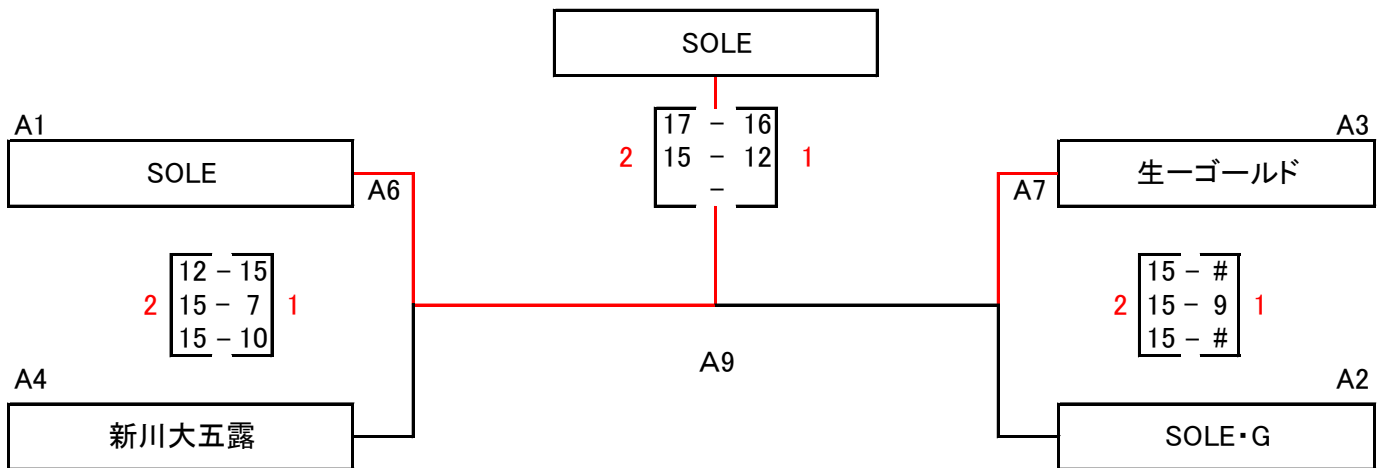 SOLE
17 - 16
2 15 - 12 1
-
A1
SOLE
A6
A3
生一ゴールド
A7
12 - 15
2 15 - 7 1
15 - 10
15 - #
2 15 - 9 1
15 - #
A9
A4
新川大五露
A2
SOLE・G